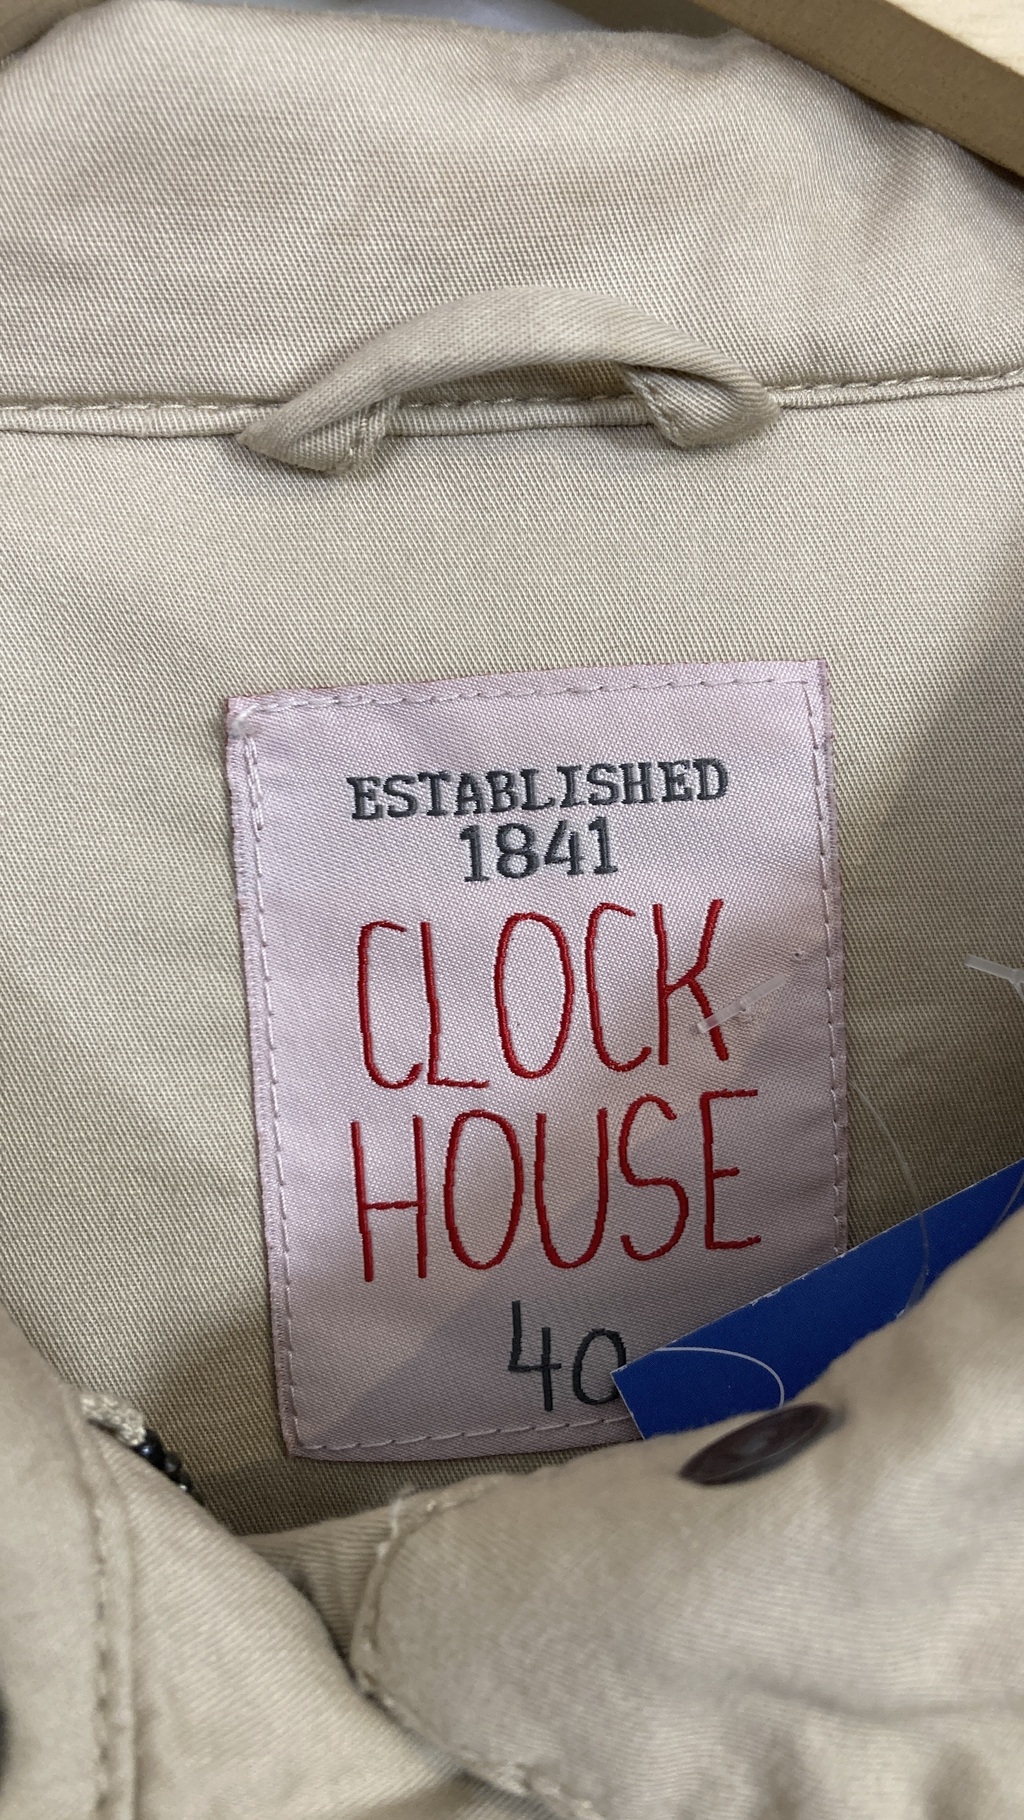 ESTABLISHED
1841
CLOCK
HOUSE
40